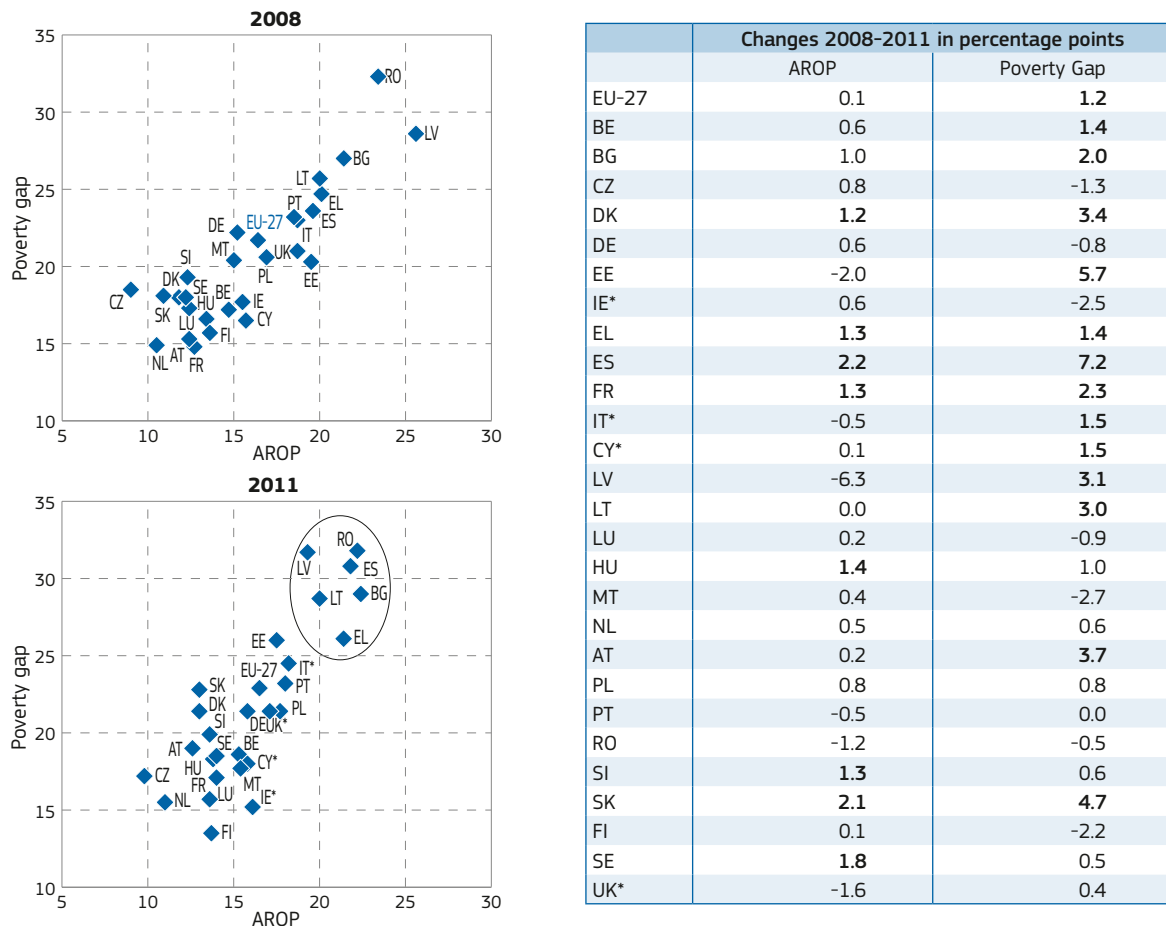 2008
35
30
25
20
15
10
Poverty gap
RO
LV
BG
LT
EL
PT
ES
EU-27
DE
IT
MT
UK
PL
EE
SI
DK
SE
CZ
SK
HU
BE
IE
LU
CY
FI
NL
AT
FR
5 10 15 20 25 30
AROP
2011
35
30
25
20
15
10
Poverty gap
RO
LV
ES
BG
LT
EL
EE
IT*
EU-27
PT
SK
DK
DE
UK*
PL
SI
AT
SE
BE
HU
CY*
CZ
FR
MT
NL
LU
IE*
FI
5 10 15 20 25 30
AROP
Changes 2008-2011 in percentage points
AROP Poverty Gap
EU-27 0.1 1.2
BE 0.6 1.4
BG 1.0 2.0
CZ 0.8 -1.3
DK 1.2 3.4
DE 0.6 -0.8
EE -2.0 5.7
IE* 0.6 -2.5
EL 1.3 1.4
ES 2.2 7.2
FR 1.3 2.3
IT* -0.5 1.5
CY* 0.1 1.5
LV -6.3 3.1
LT 0.0 3.0
LU 0.2 -0.9
HU 1.4 1.0
MT 0.4 -2.7
NL 0.5 0.6
AT 0.2 3.7
PL 0.8 0.8
PT -0.5 0.0
RO -1.2 -0.5
SI 1.3 0.6
SK 2.1 4.7
FI 0.1 -2.2
SE 1.8 0.5
UK* -1.6 0.4